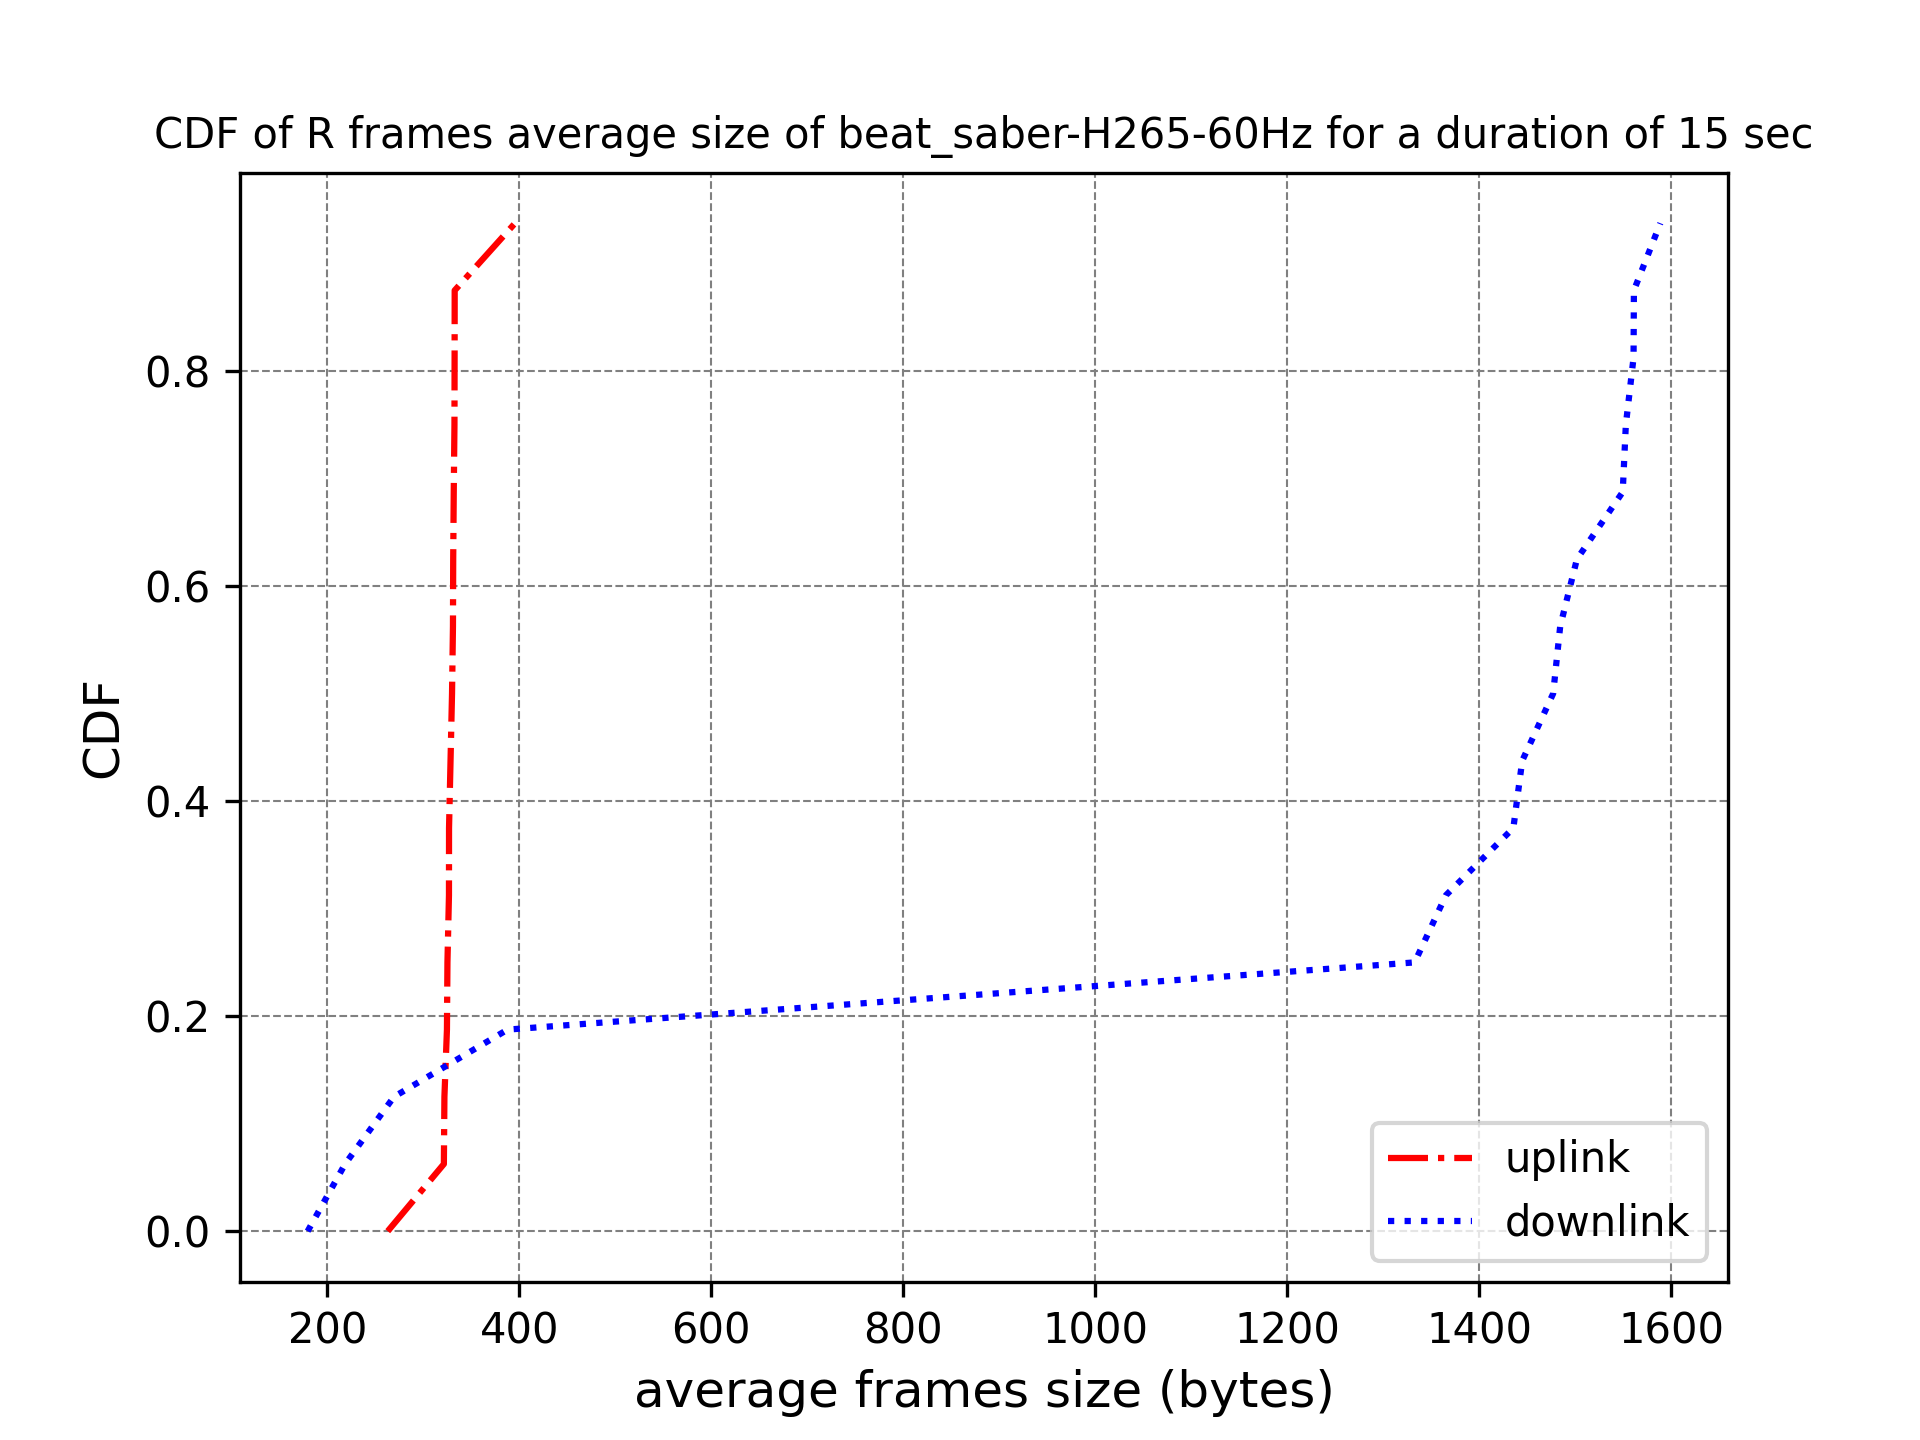 CDF of R frames average size of beat_saber-H265-60Hz for a duration of 15 sec
CDF
0.8
0.6
0.4
0.2
0.0
200 400 600 800 1000 1200 1400 1600
average frames size (bytes)
uplink
downlink